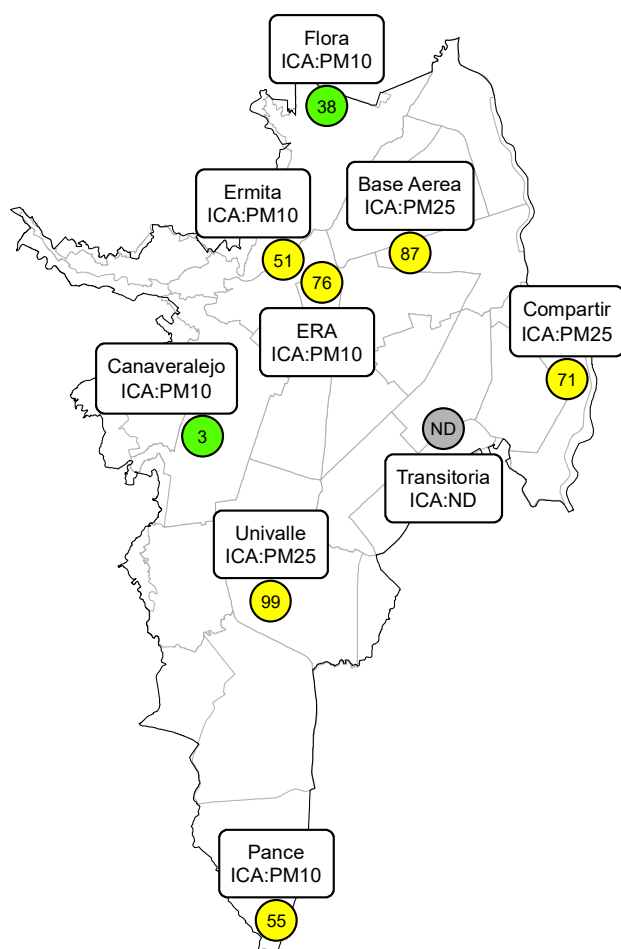 Flora
ICA:PM10
38
Ermita
ICA:PM10
51
Base Aerea
ICA:PM25
87
76
ERA
ICA:PM10
Compartir
ICA:PM25
71
Canaveralejo
ICA:PM10
3
ND
Transitoria
ICA:ND
Univalle
ICA:PM25
99
Pance
ICA:PM10
55